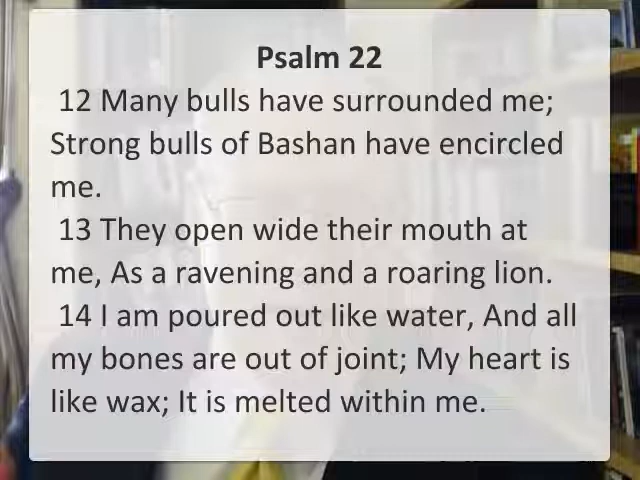 Psalm 22
12 Many bulls have surrounded me;
Strong bulls of Bashan have encircled
me.
13 They open wide their mouth at
me, As a ravening and a roaring lion.
14 I am poured out like water, And all
my bones are out of joint; My heart is
like wax; It is melted within me.